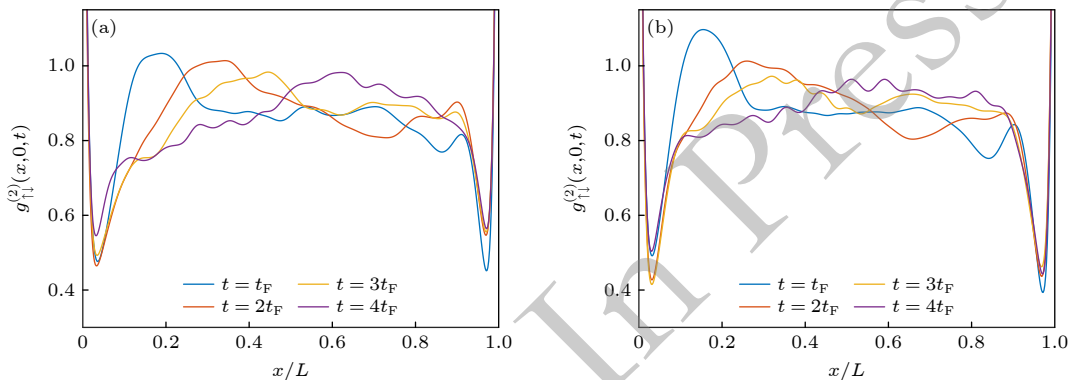 (a)
1.0
0.8
0.6
0.4
g↑↓(2)(x,0,t)
t = tF
t = 2tF
t = 3tF
t = 4tF
0
0.2
0.4
0.6
0.8
1.0
x/L
(b)
1.0
0.8
0.6
0.4
g↑↓(2)(x,0,t)
t = tF
t = 2tF
t = 3tF
t = 4tF
0
0.2
0.4
0.6
0.8
1.0
x/L
In Press